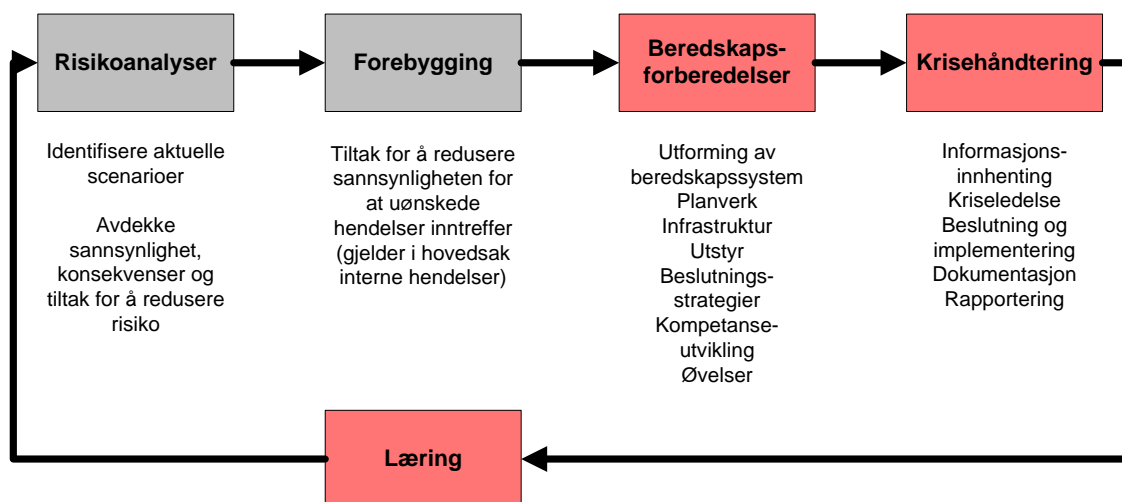 Risikoanalyser
Identifisere aktuelle
scenarioer
Avdekke
sannsynlighet,
konsekvenser og
tiltak for å redusere
risiko
Forebygging
Tiltak for å redusere
sannsynligheten for
at uønskede
hendelser inntreffer
(gjelder i hovedsak
interne hendelser)
Beredskaps-
forberedelser
Utforming av
beredskapssystem
Planverk
Infrastruktur
Utstyr
Beslutnings-
strategier
Kompetanse-
utvikling
Øvelser
Krisehåndtering
Informasjons-
innhenting
Kriseledelse
Beslutning og
implementering
Dokumentasjon
Rapportering
Læring